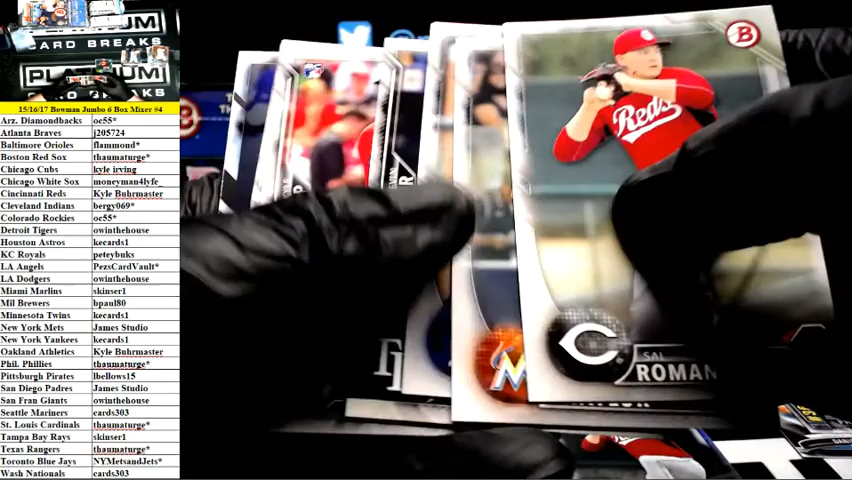 PLATINUM
CARD BREAKS
PLATINUM
CARD BREAKS
15/16/17 Bowman Jumbo 6 Box Mixer #4
Arz. Diamondbacks oc55*
Atlanta Braves j205724
Baltimore Orioles flammond*
Boston Red Sox thaumaturge*
Chicago Cubs kyle irving
Chicago White Sox moneyman4lyfe_
Cincinnati Reds Kyle Buhrmaster
Cleveland Indians bergy069*
Colorado Rockies oc55*
Detroit Tigers owinthehouse
Houston Astros kecards1
KC Royals peteybuks
LA Angels PezsCardVault*
LA Dodgers owinthehouse
Miami Marlins skinser1
Mil Brewers bpaul80
Minnesota Twins kecards1
New York Mets James Studio
New York Yankees kecards1
Oakland Athletics Kyle Buhrmaster
Phil. Phillies thaumaturge*
Pittsburgh Pirates lbellows15
San Diego Padres James Studio
San Fran Giants owinthehouse
Seattle Mariners cards303
St. Louis Cardinals thaumaturge*
Tampa Bay Rays skinser1
Texas Rangers thaumaturge*
Toronto Blue Jays NYMetsandJets*
Wash Nationals cards303
B
Reds
C
SAL
ROMAN
M